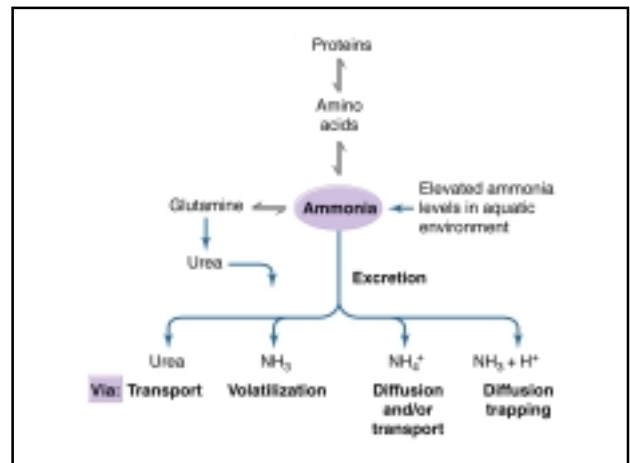 Proteins
Amino
acids
Glutamine
Ammonia
Elevated ammonia
levels in aquatic
environment
Urea
Excretion
Urea
NH₃
NH₄⁺
NH₃ + H⁺
Via: Transport
Volatilization
Diffusion
and/or
transport
Diffusion
trapping